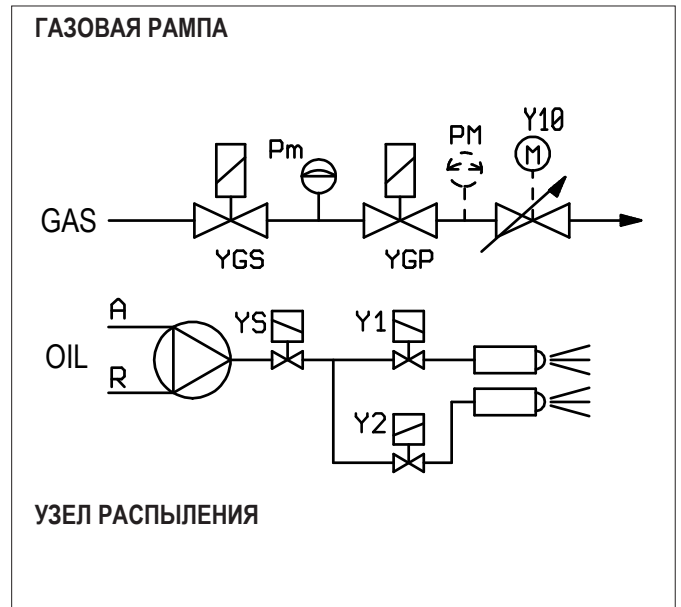 ГАЗОВАЯ РАМПА
Pm
PM
Y10
M
GAS
YGS
YGP
A
YS
Y1
OIL
R
Y2
УЗЕЛ РАСПЫЛЕНИЯ